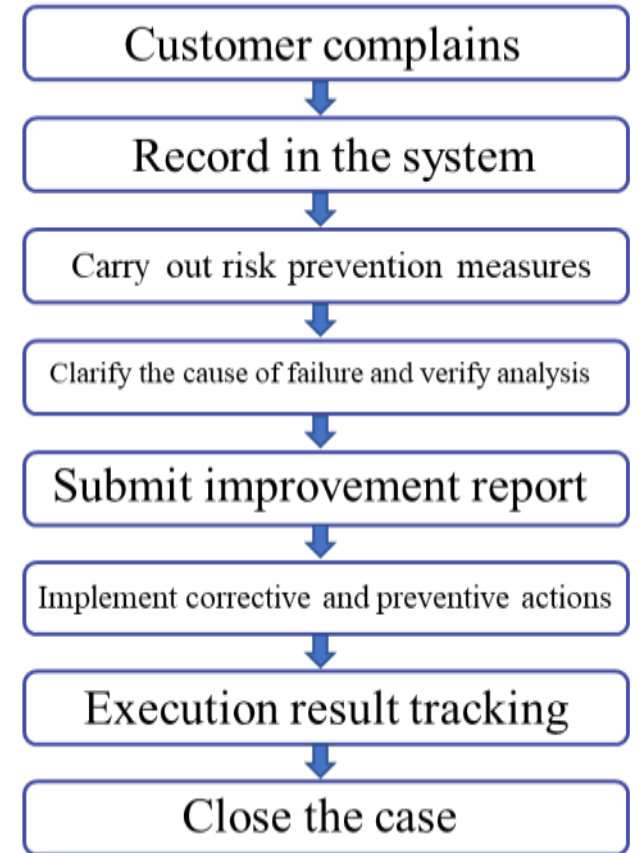 Customer complains
Record in the system
Carry out risk prevention measures
Clarify the cause of failure and verify analysis
Submit improvement report
Implement corrective and preventive actions
Execution result tracking
Close the case